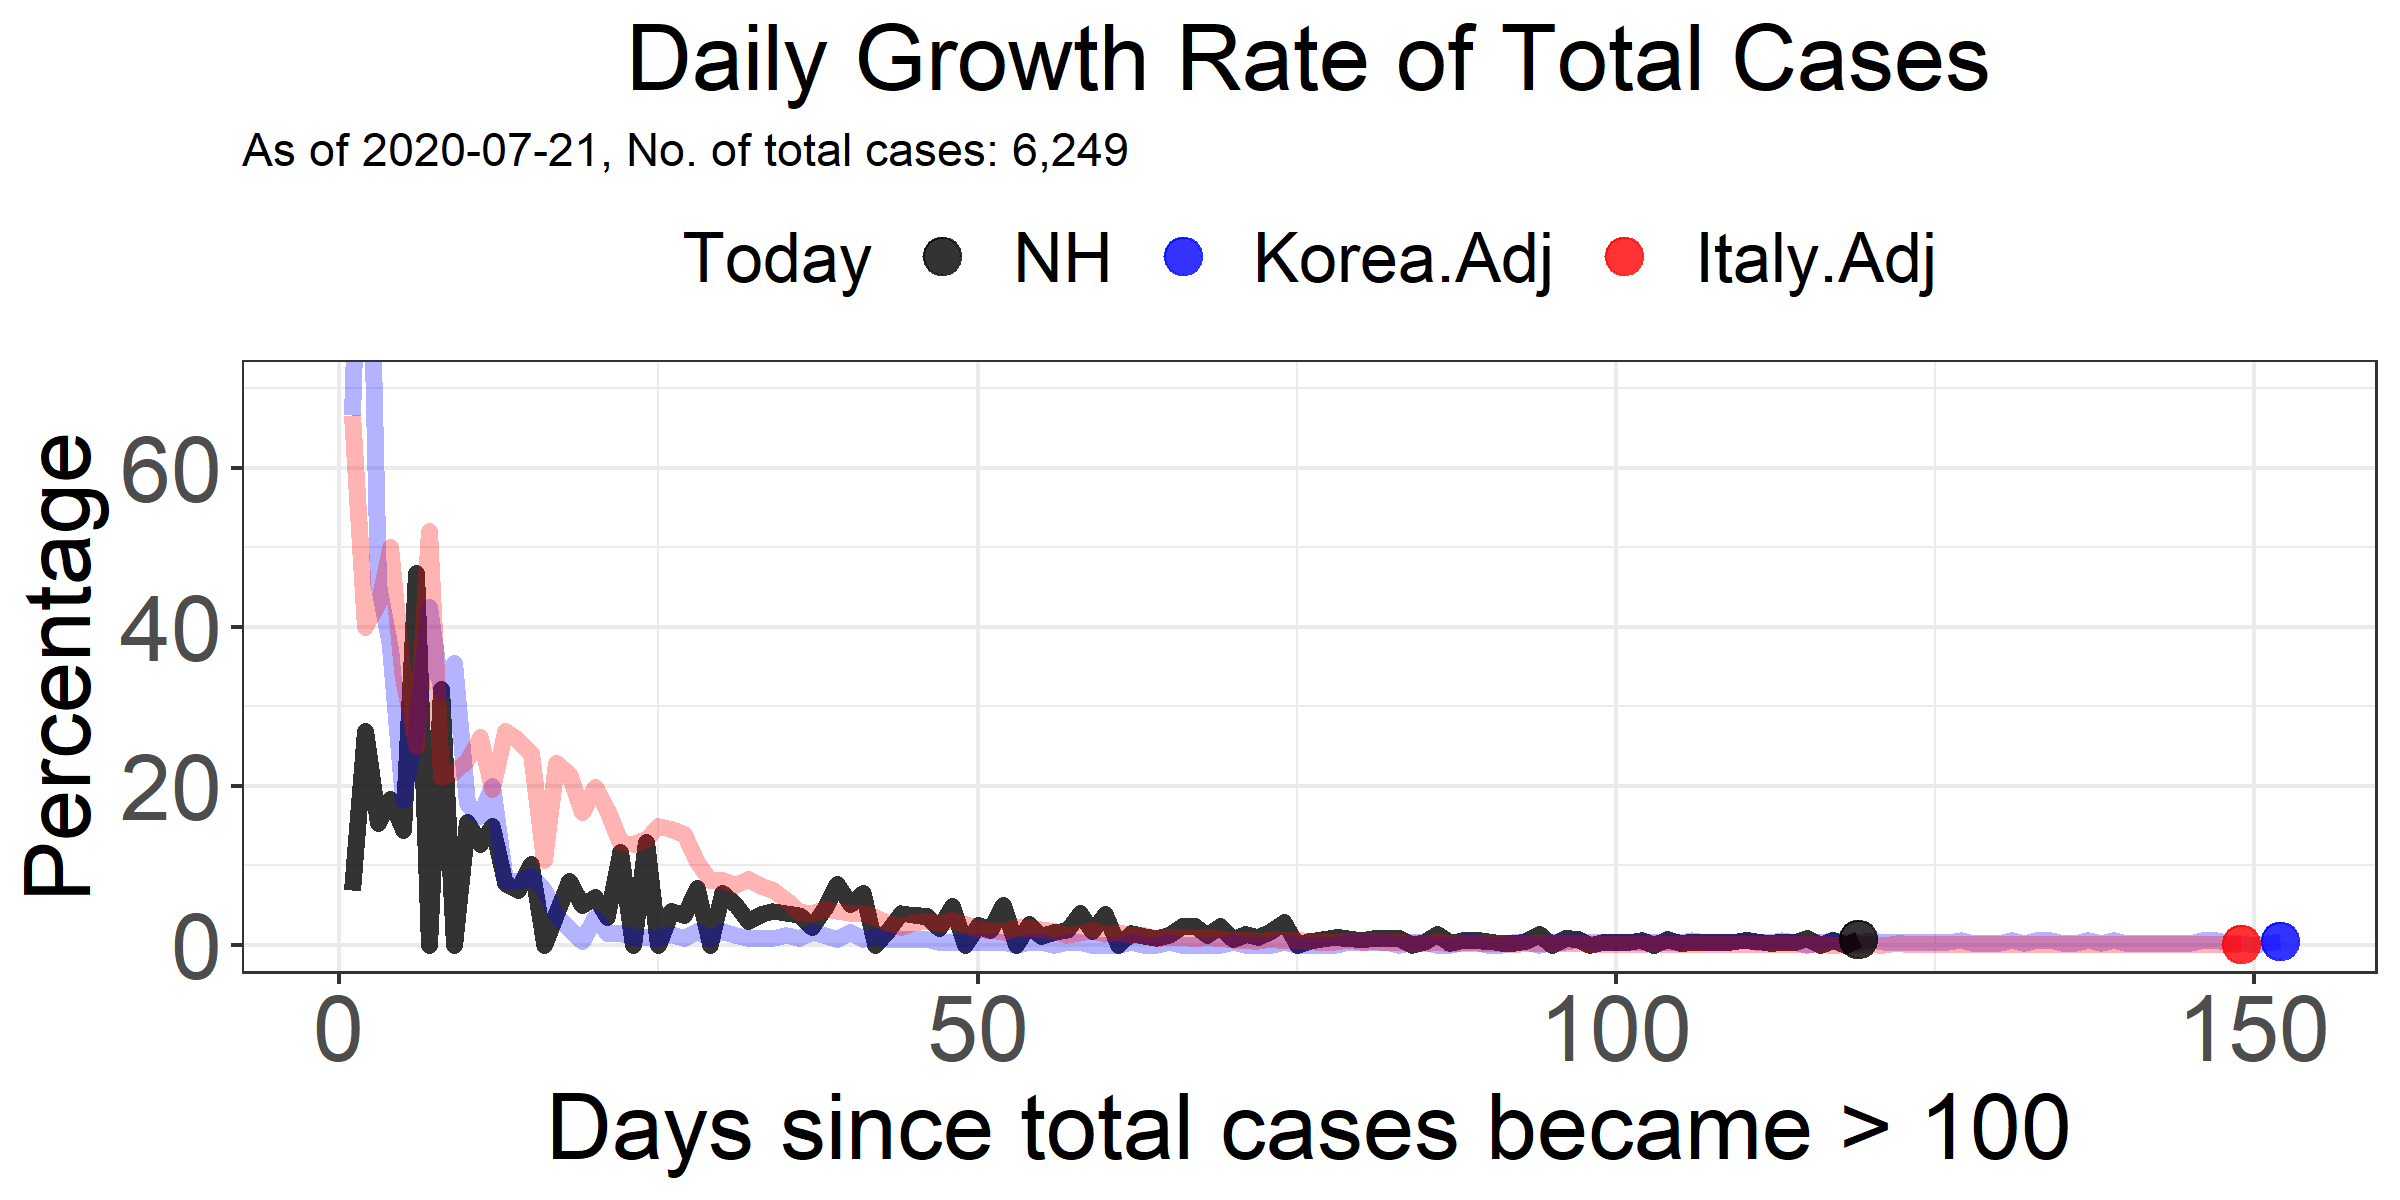 Daily Growth Rate of Total Cases
As of 2020-07-21, No. of total cases: 6,249
Today NH Korea.Adj Italy.Adj
Percentage
60
40
20
0
0 50 100 150
Days since total cases became > 100